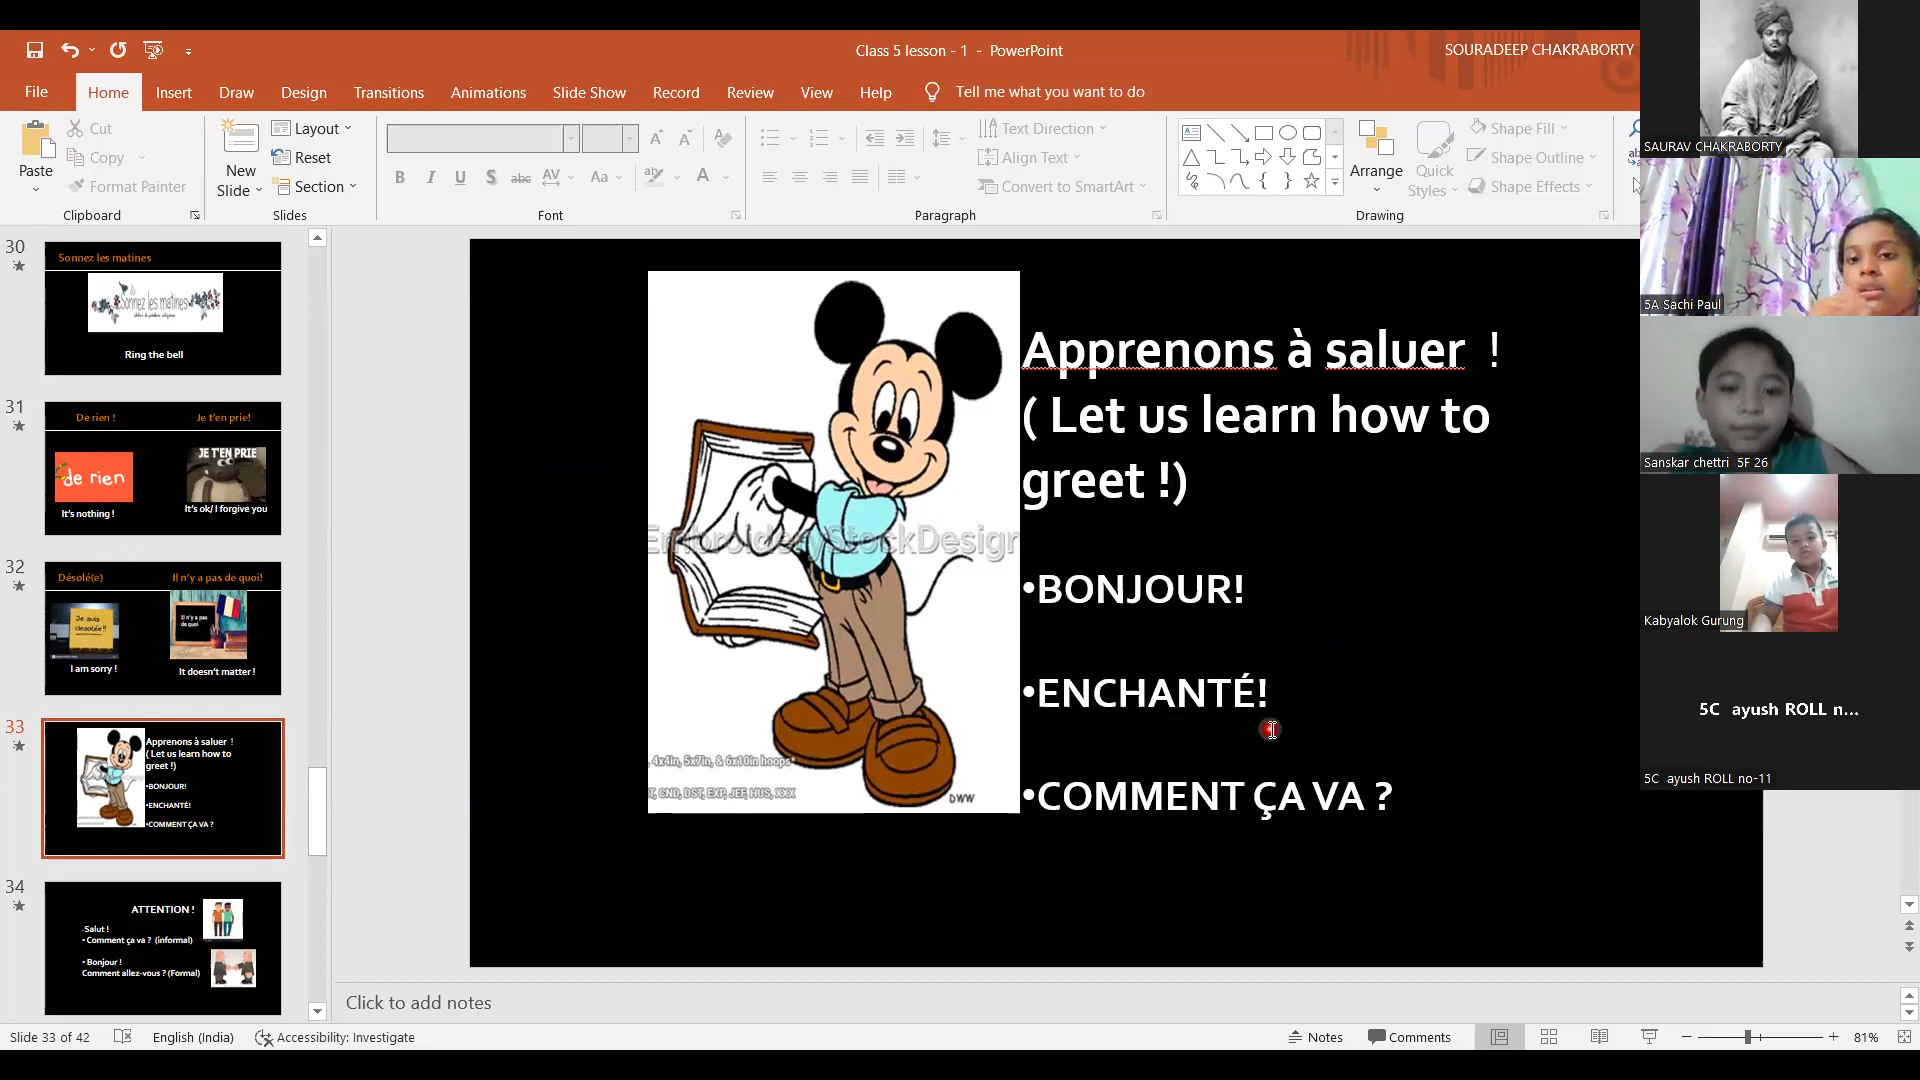 Class 5 lesson - 1 - PowerPoint
SOURADEEP CHAKRABORTY
File Home Insert Draw Design Transitions Animations Slide Show Record Review View Help Tell me what you want to do
Paste
Cut
Copy
Format Painter
Clipboard
New Slide
Layout
Reset
Section
Slides
B I U S abc AV Aa A
Font
Text Direction
Align Text
Convert to SmartArt
Paragraph
Arrange
Quick Styles
Shape Fill
Shape Outline
Shape Effects
Drawing
30
Sonnez les matines
Sonnez les matines
Ring the bell
31
De rien ! Je t'en prie!
de rien
JE T'EN PRIE
It's nothing !
It's ok/ I forgive you
32
Désolé(e) Il n'y a pas de quoi!
Je suis désolée!!
Il n'y a pas de quoi
I am sorry !
It doesn't matter !
33
Apprenons à saluer !
( Let us learn how to
greet !)
•BONJOUR!
•ENCHANTÉ!
•COMMENT ÇA VA ?
34
ATTENTION !
Salut !
• Comment ça va ? (informal)
• Bonjour !
Comment allez-vous ? (Formal)
Apprenons à saluer !
( Let us learn how to
greet !)
•BONJOUR!
•ENCHANTÉ!
•COMMENT ÇA VA ?
EmbroideryStockDesign
, 4x4in, 5x7in, & 6x10in hoops*
T, CND, DST, EXP, JEF, HUS, XXX
DWW
SAURAV CHAKRABORTY
5A Sachi Paul
Sanskar chettri 5F 26
Kabyalok Gurung
5C ayush ROLL n...
5C ayush ROLL no-11
Click to add notes
Slide 33 of 42 English (India) Accessibility: Investigate Notes Comments 81%